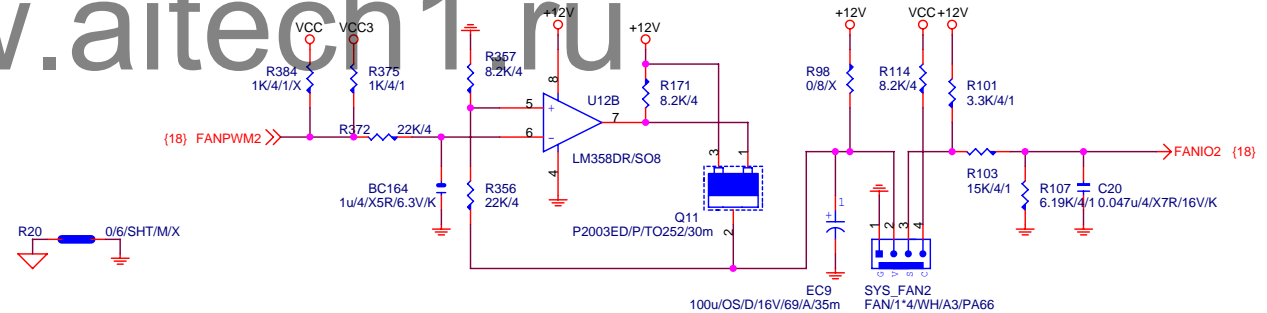 w.aitech1.ru
VCC VCC3
+12V
+12V
+12V
VCC +12V
R384
1K/4/1/X
R375
1K/4/1
R357
8.2K/4
8
R171
8.2K/4
R98
0/8/X
R114
8.2K/4
R101
3.3K/4/1
5
+
U12B
7
{18} FANPWM2
R372 22K/4
6
−
LM358DR/SO8
4
3
1
FANIO2 {18}
R103
15K/4/1
BC164
1u/4/X5R/6.3V/K
R356
22K/4
Q11
P2003ED/P/TO252/30m
2
+
1
1
2
3
4
R107
6.19K/4/1
C20
0.047u/4/X7R/16V/K
R20 0/6/SHT/M/X
G
V
S
C
EC9
100u/OS/D/16V/69/A/35m
SYS_FAN2
FAN/1*4/WH/A3/PA66